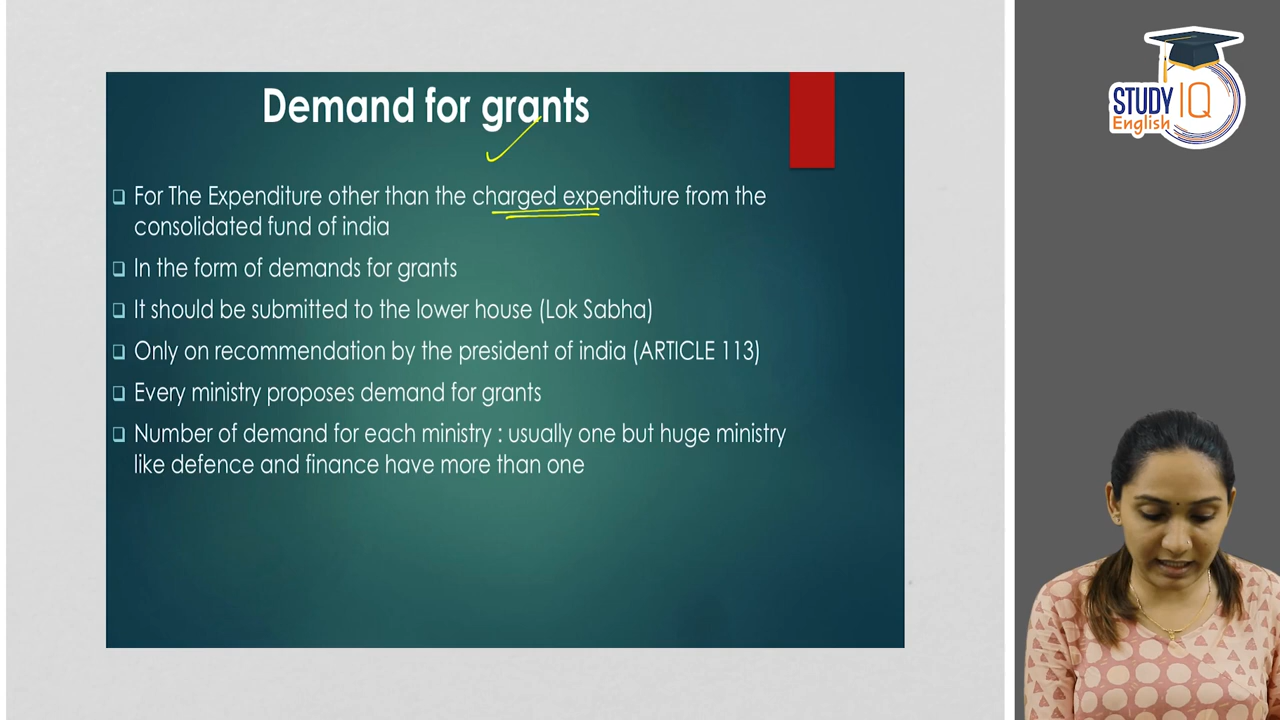 Demand for grants
For The Expenditure other than the charged expenditure from the
consolidated fund of india
In the form of demands for grants
It should be submitted to the lower house (Lok Sabha)
Only on recommendation by the president of india (ARTICLE 113)
Every ministry proposes demand for grants
Number of demand for each ministry : usually one but huge ministry
like defence and finance have more than one
STUDY IQ
English